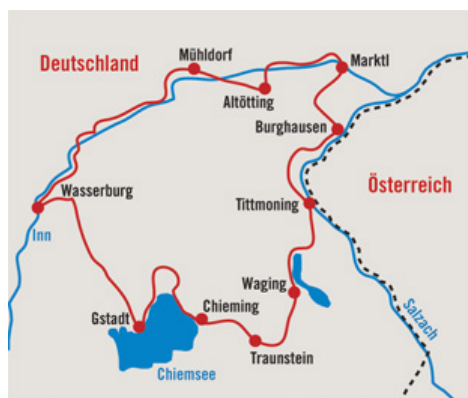 Deutschland
Mühldorf
Marktl
Altötting
Burghausen
Wasserburg
Österreich
Tittmoning
Inn
Waging
Gstadt
Chieming
Salzach
Traunstein
Chiemsee